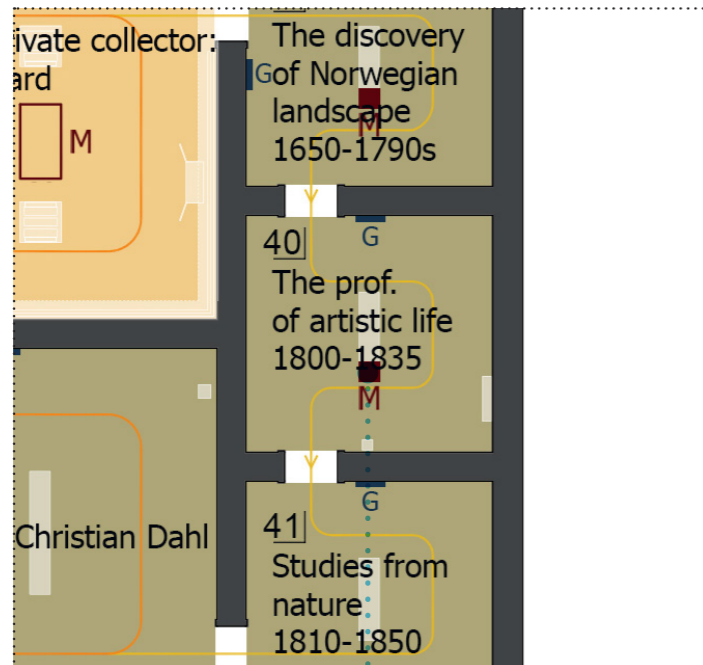 ivate collector:
ard
M
The discovery
G
of Norwegian
landscape
M
1650-1790s
40
G
The prof.
of artistic life
1800-1835
M
G
41
Studies from
nature
1810-1850
Christian Dahl